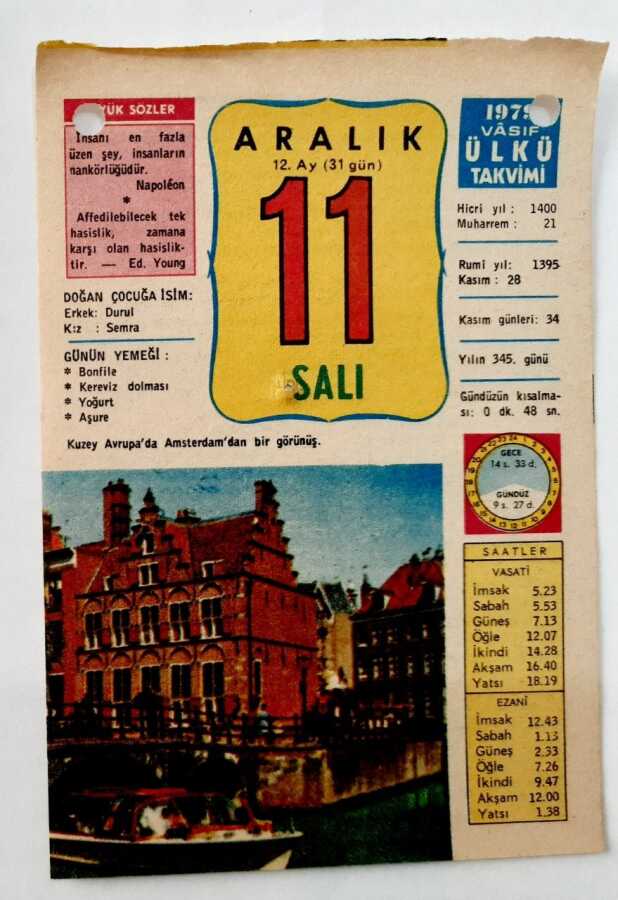 YÜK SÖZLER
İnsanı en fazla
üzen şey, insanların
nankörlüğüdür.
Napoléon
*
Affedilebilecek tek
hasislik, zamana
karşı olan hasislik-
tir. — Ed. Young
DOĞAN ÇOCUĞA İSİM:
Erkek: Durul
Kız : Semra
GÜNÜN YEMEĞİ :
* Bonfile
* Kereviz dolması
* Yoğurt
* Aşure
ARALIK
12. Ay (31 gün)
11
SALI
1979
VÂSIF
ÜLKÜ
TAKVİMİ
Hicri yıl : 1400
Muharrem : 21
Rumi yıl: 1395
Kasım : 28
Kasım günleri: 34
Yılın 345. günü
Gündüzün kısalma-
sı: 0 dk. 48 sn.
GECE
14 s. 33 d.
GÜNDÜZ
9 s. 27 d.
Kuzey Avrupa'da Amsterdam'dan bir görünüş.
SAATLER
VASATİ
İmsak 5.23
Sabah 5.53
Güneş 7.13
Öğle 12.07
İkindi 14.28
Akşam 16.40
Yatsı 18.19
EZANİ
İmsak 12.43
Sabah 1.13
Güneş 2.33
Öğle 7.26
İkindi 9.47
Akşam 12.00
Yatsı 1.38